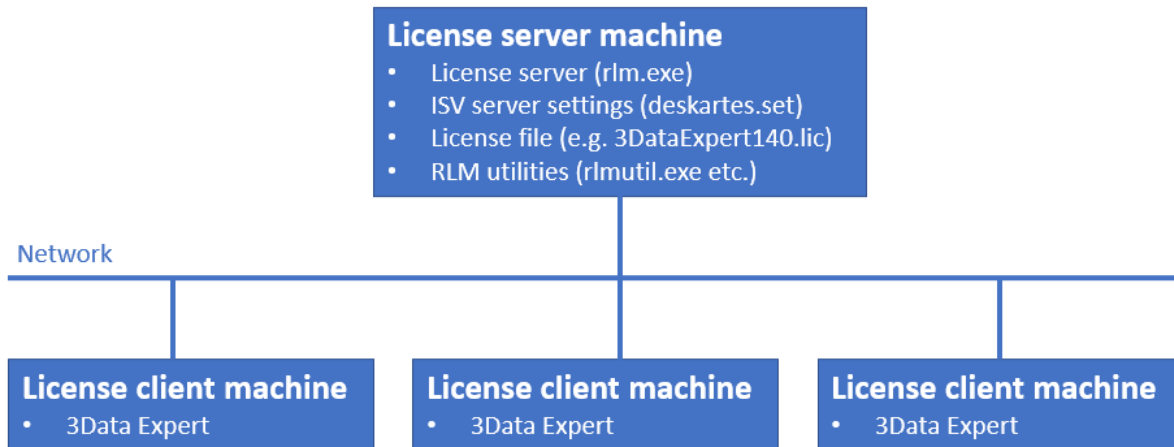 License server machine
• License server (rlm.exe)
• ISV server settings (deskartes.set)
• License file (e.g. 3DataExpert140.lic)
• RLM utilities (rlmutil.exe etc.)
Network
License client machine
• 3Data Expert
License client machine
• 3Data Expert
License client machine
• 3Data Expert